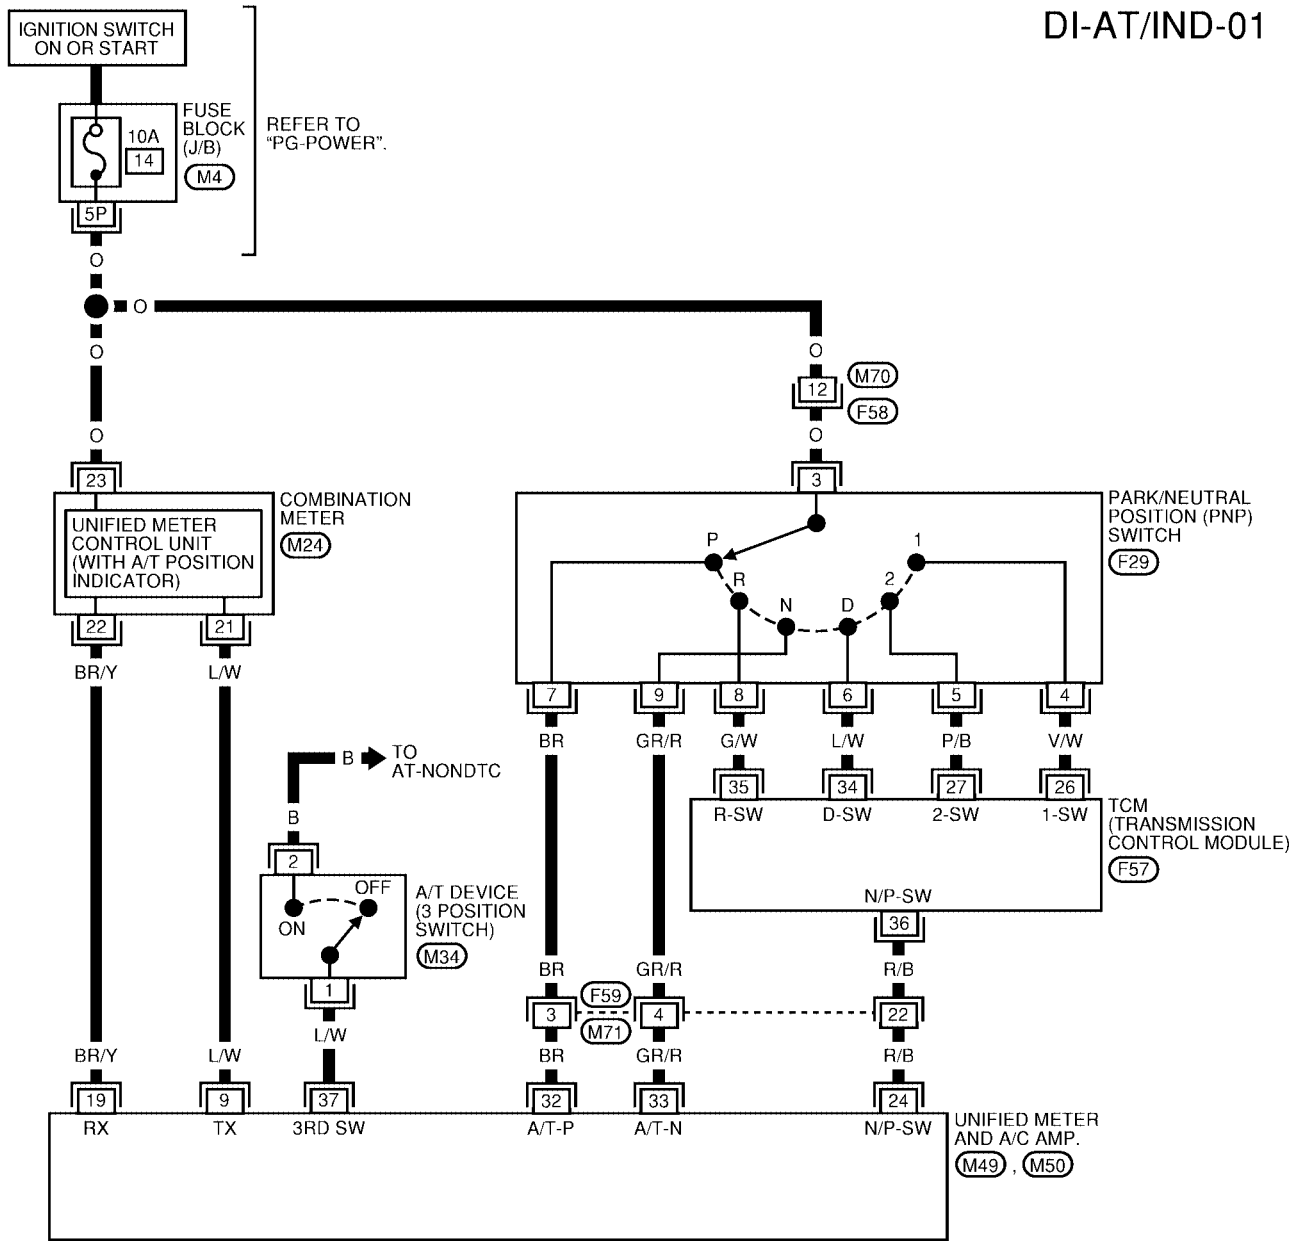 DI-AT/IND-01
IGNITION SWITCH
ON OR START
FUSE
BLOCK
(J/B)
M4
10A
14
REFER TO
“PG-POWER”.
5P
O
O
O
O
12
M70
F58
O
O
23
3
COMBINATION
METER
M24
UNIFIED METER
CONTROL UNIT
(WITH A/T POSITION
INDICATOR)
22
21
PARK/NEUTRAL
POSITION (PNP)
SWITCH
F29
P
R
N
D
2
1
7
9
8
6
5
4
BR/Y
L/W
BR
GR/R
G/W
L/W
P/B
V/W
B
TO
AT-NONDTC
B
35
34
27
26
R-SW
D-SW
2-SW
1-SW
TCM
(TRANSMISSION
CONTROL MODULE)
F57
N/P-SW
36
2
OFF
ON
A/T DEVICE
(3 POSITION
SWITCH)
M34
1
BR
GR/R
R/B
F59
M71
3
4
22
BR/Y
L/W
L/W
BR
GR/R
R/B
19
9
37
32
33
24
RX
TX
3RD SW
A/T-P
A/T-N
N/P-SW
UNIFIED METER
AND A/C AMP.
M49 , M50